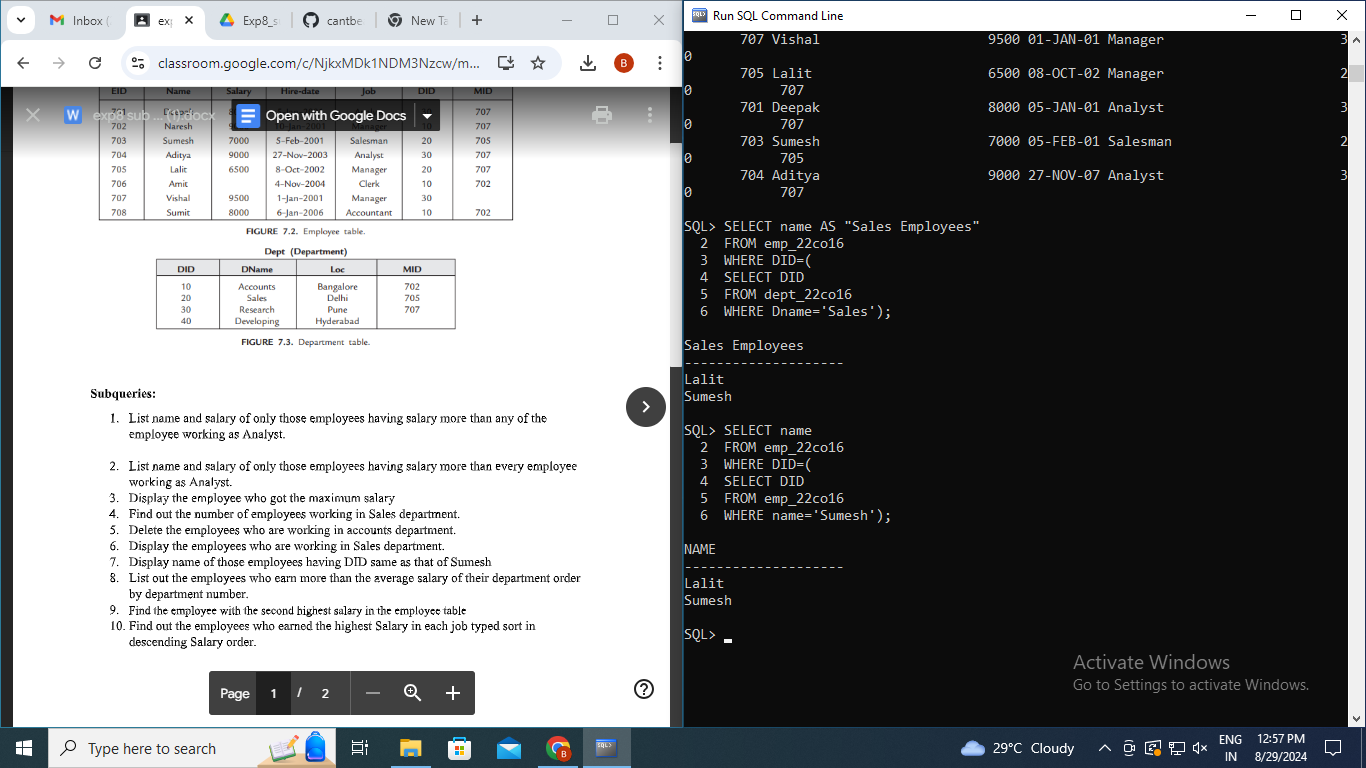 Inbox (
exp
Exp8_s
cantbe
New Ta
classroom.google.com/c/NjkxMDk1NDM3Nzcw/m...
B
EID Name Salary Hire-date Job DID MID
exp8 sub ... (1).docx
W
Open with Google Docs
707
702 Naresh Manager 10 707
703 Sumesh 7000 5-Feb-2001 Salesman 20 705
704 Aditya 9000 27-Nov-2003 Analyst 30 707
705 Lalit 6500 8-Oct-2002 Manager 20 707
706 Amit 4-Nov-2004 Clerk 10 702
707 Vishal 9500 1-Jan-2001 Manager 30
708 Sumit 8000 6-Jan-2006 Accountant 10 702
FIGURE 7.2. Employee table.
Dept (Department)
DID DName Loc MID
10 Accounts Bangalore 702
20 Sales Delhi 705
30 Research Pune 707
40 Developing Hyderabad
FIGURE 7.3. Department table.
Subqueries:
1. List name and salary of only those employees having salary more than any of the
employee working as Analyst.
2. List name and salary of only those employees having salary more than every employee
working as Analyst.
3. Display the employee who got the maximum salary
4. Find out the number of employees working in Sales department.
5. Delete the employees who are working in accounts department.
6. Display the employees who are working in Sales department.
7. Display name of those employees having DID same as that of Sumesh
8. List out the employees who earn more than the average salary of their department order
by department number.
9. Find the employee with the second highest salary in the employee table
10. Find out the employees who earned the highest Salary in each job typed sort in
descending Salary order.
Page 1 / 2
Run SQL Command Line
707 Vishal 9500 01-JAN-01 Manager 3
0
705 Lalit 6500 08-OCT-02 Manager 2
0 707
701 Deepak 8000 05-JAN-01 Analyst 3
0 707
703 Sumesh 7000 05-FEB-01 Salesman 2
0 705
704 Aditya 9000 27-NOV-07 Analyst 3
0 707
SQL> SELECT name AS "Sales Employees"
2 FROM emp_22co16
3 WHERE DID=(
4 SELECT DID
5 FROM dept_22co16
6 WHERE Dname='Sales');
Sales Employees
--------------------
Lalit
Sumesh
SQL> SELECT name
2 FROM emp_22co16
3 WHERE DID=(
4 SELECT DID
5 FROM emp_22co16
6 WHERE name='Sumesh');
NAME
--------------------
Lalit
Sumesh
SQL>
Activate Windows
Go to Settings to activate Windows.
Type here to search
B
SQL>
29°C Cloudy
ENG
IN
12:57 PM
8/29/2024